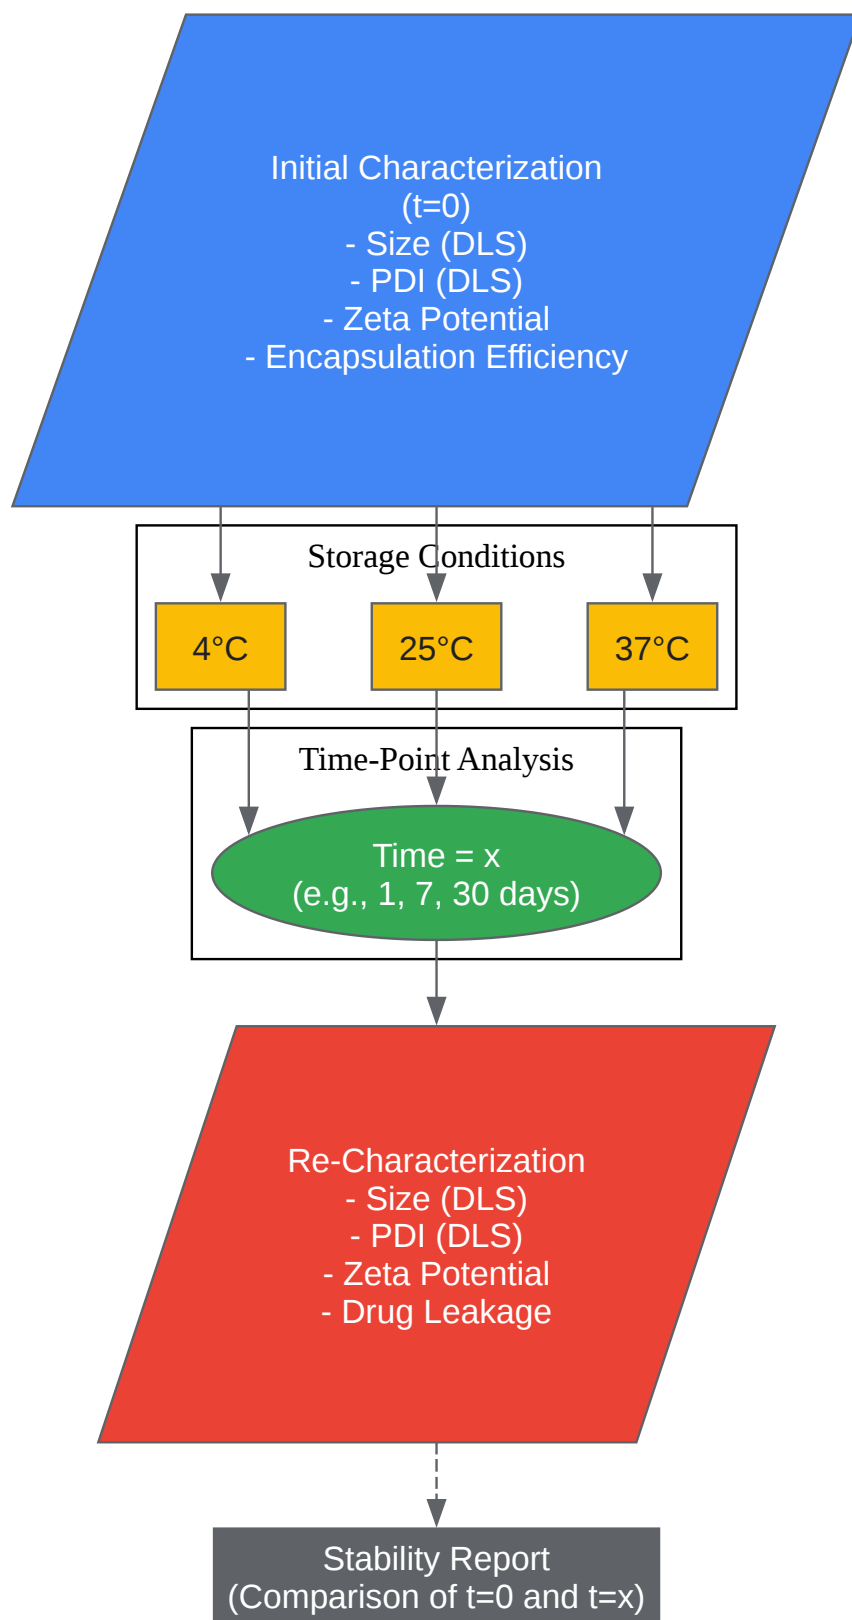 Initial Characterization
(t=0)
- Size (DLS)
- PDI (DLS)
- Zeta Potential
- Encapsulation Efficiency
Storage Conditions
4°C
25°C
37°C
Time-Point Analysis
Time = x
(e.g., 1, 7, 30 days)
Re-Characterization
- Size (DLS)
- PDI (DLS)
- Zeta Potential
- Drug Leakage
Stability Report
(Comparison of t=0 and t=x)